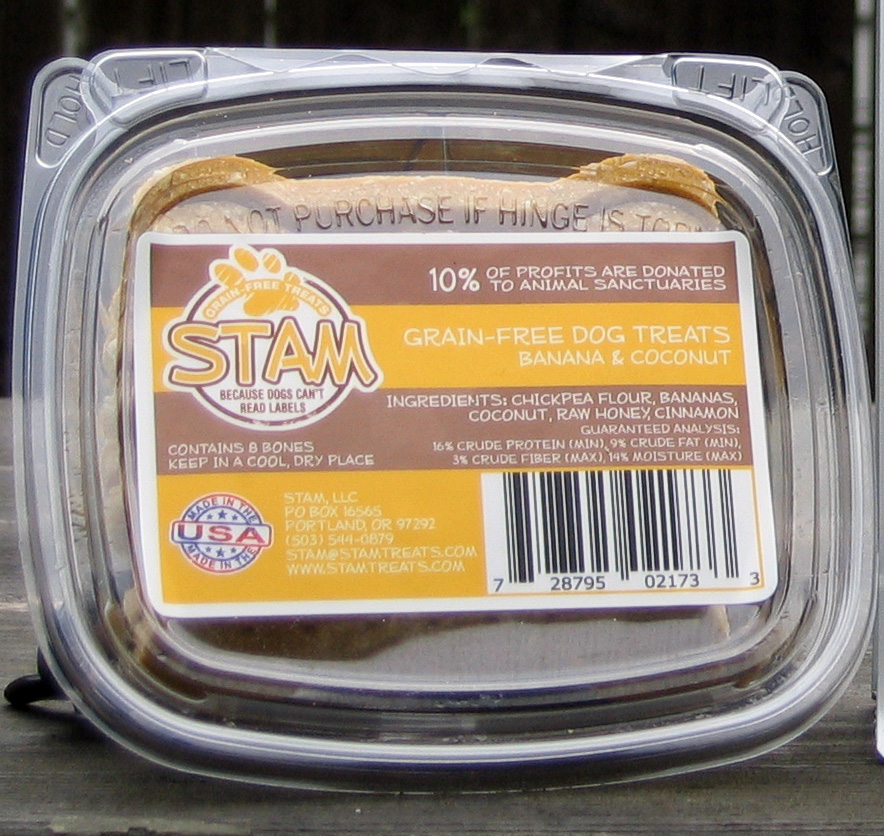 HOLD
LIFT
LIFT
HOLD
DO NOT PURCHASE IF HINGE IS TORN
10% OF PROFITS ARE DONATED
TO ANIMAL SANCTUARIES
GRAIN-FREE TREATS
STAM
BECAUSE DOGS CAN'T
READ LABELS
GRAIN-FREE DOG TREATS
BANANA & COCONUT
INGREDIENTS: CHICKPEA FLOUR, BANANAS,
COCONUT, RAW HONEY, CINNAMON
GUARANTEED ANALYSIS:
16% CRUDE PROTEIN (MIN), 9% CRUDE FAT (MIN),
3% CRUDE FIBER (MAX), 14% MOISTURE (MAX)
CONTAINS 8 BONES
KEEP IN A COOL, DRY PLACE
MADE IN THE
USA
MADE IN THE
STAM, LLC
PO BOX 16565
PORTLAND, OR 97292
(503) 544-0879
STAM@STAMTREATS.COM
WWW.STAMTREATS.COM
7 28795 02173 3